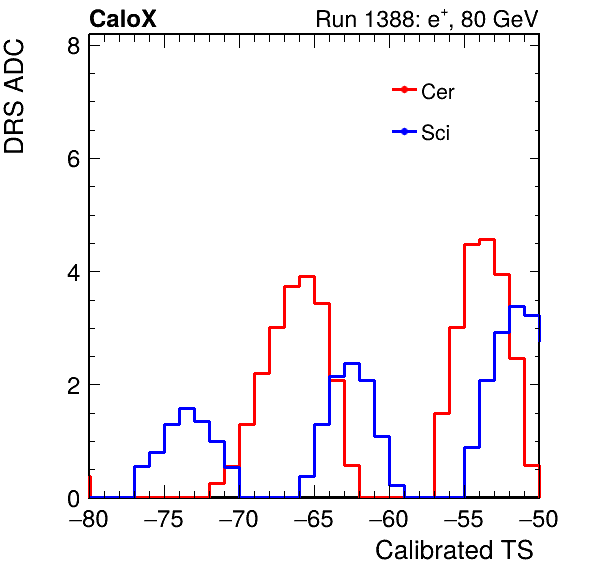 CaloX Run 1388: e⁺, 80 GeV
DRS ADC
8
6
4
2
0
Cer
Sci
−80 −75 −70 −65 −60 −55 −50
Calibrated TS